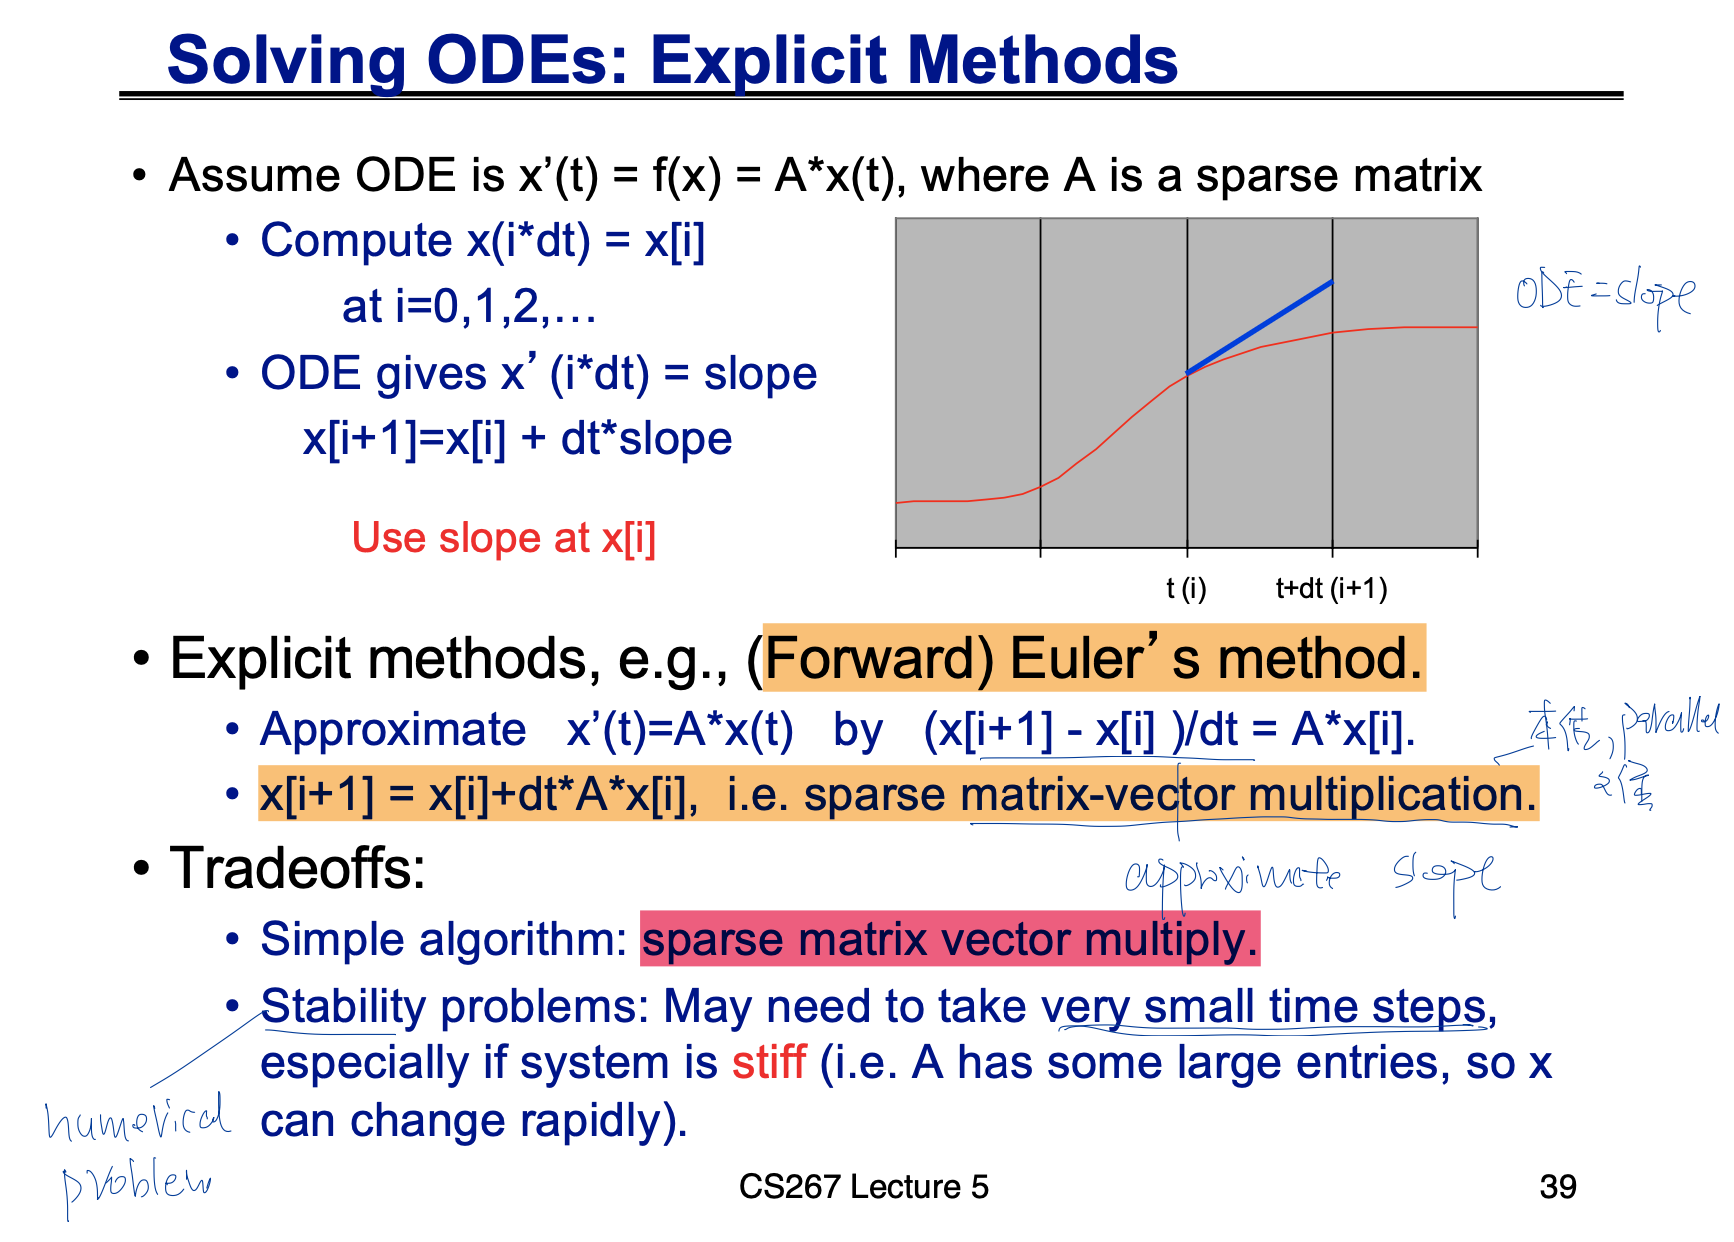 Solving ODEs: Explicit Methods
• Assume ODE is x’(t) = f(x) = A*x(t), where A is a sparse matrix
• Compute x(i*dt) = x[i]
at i=0,1,2,…
• ODE gives x’ (i*dt) = slope
x[i+1]=x[i] + dt*slope
Use slope at x[i]
ODE=slope
t (i)
t+dt (i+1)
• Explicit methods, e.g., (Forward) Euler’ s method.
• Approximate x’(t)=A*x(t) by (x[i+1] - x[i] )/dt = A*x[i].
parallel
• x[i+1] = x[i]+dt*A*x[i], i.e. sparse matrix-vector multiplication.
approximate slope
• Tradeoffs:
• Simple algorithm: sparse matrix vector multiply.
• Stability problems: May need to take very small time steps,
especially if system is stiff (i.e. A has some large entries, so x
can change rapidly).
numerical
problem
CS267 Lecture 5
39